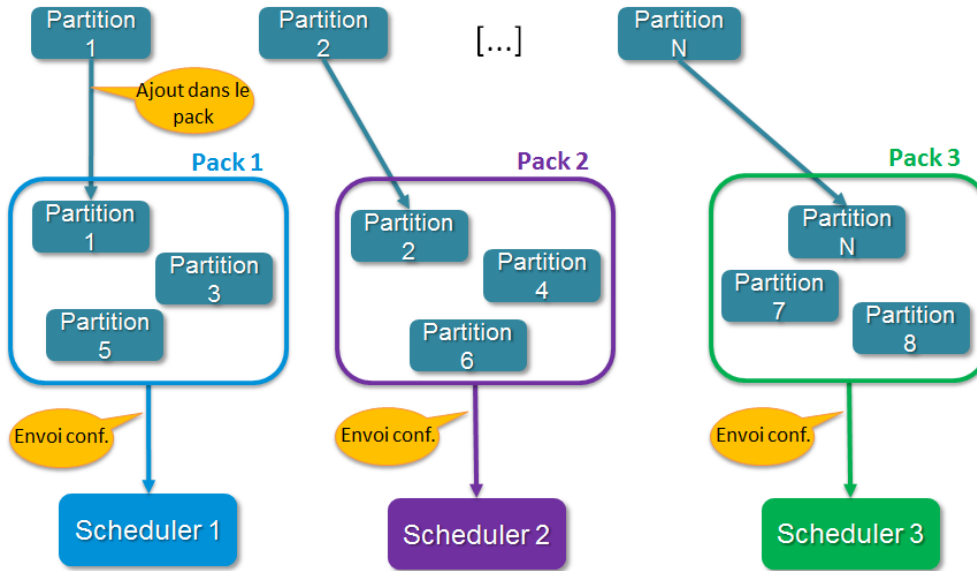 Partition
1
Partition
2
[...]
Partition
N
Ajout dans le
pack
Pack 1
Pack 2
Pack 3
Partition
1
Partition
3
Partition
5
Partition
2
Partition
4
Partition
6
Partition
N
Partition
7
Partition
8
Envoi conf.
Envoi conf.
Envoi conf.
Scheduler 1
Scheduler 2
Scheduler 3